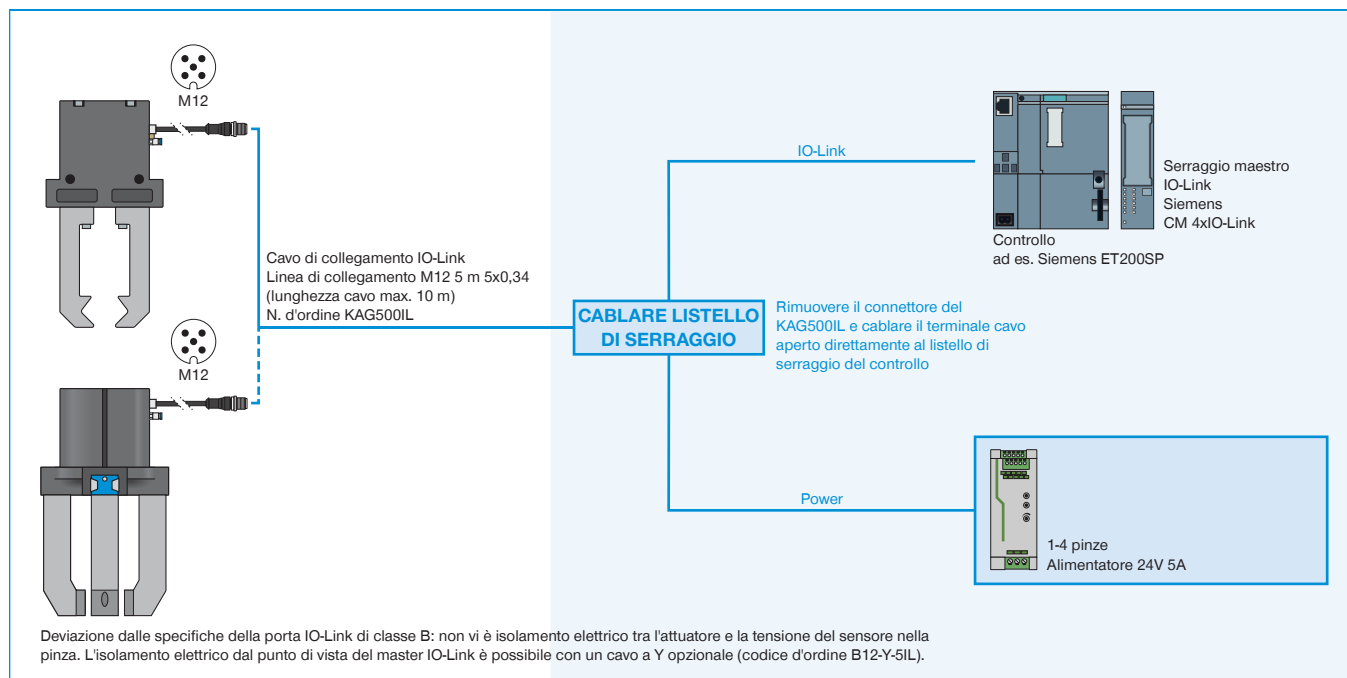 M12
Cavo di collegamento IO-Link
Linea di collegamento M12 5 m 5x0,34
(lunghezza cavo max. 10 m)
N. d'ordine KAG500IL
M12
CABLARE LISTELLO
DI SERRAGGIO
Rimuovere il connettore del
KAG500IL e cablare il terminale cavo
aperto direttamente al listello di
serraggio del controllo
IO-Link
Controllo
ad es. Siemens ET200SP
Serraggio maestro
IO-Link
Siemens
CM 4xIO-Link
Power
1-4 pinze
Alimentatore 24V 5A
Deviazione dalle specifiche della porta IO-Link di classe B: non vi è isolamento elettrico tra l'attuatore e la tensione del sensore nella
pinza. L'isolamento elettrico dal punto di vista del master IO-Link è possibile con un cavo a Y opzionale (codice d'ordine B12-Y-5IL).